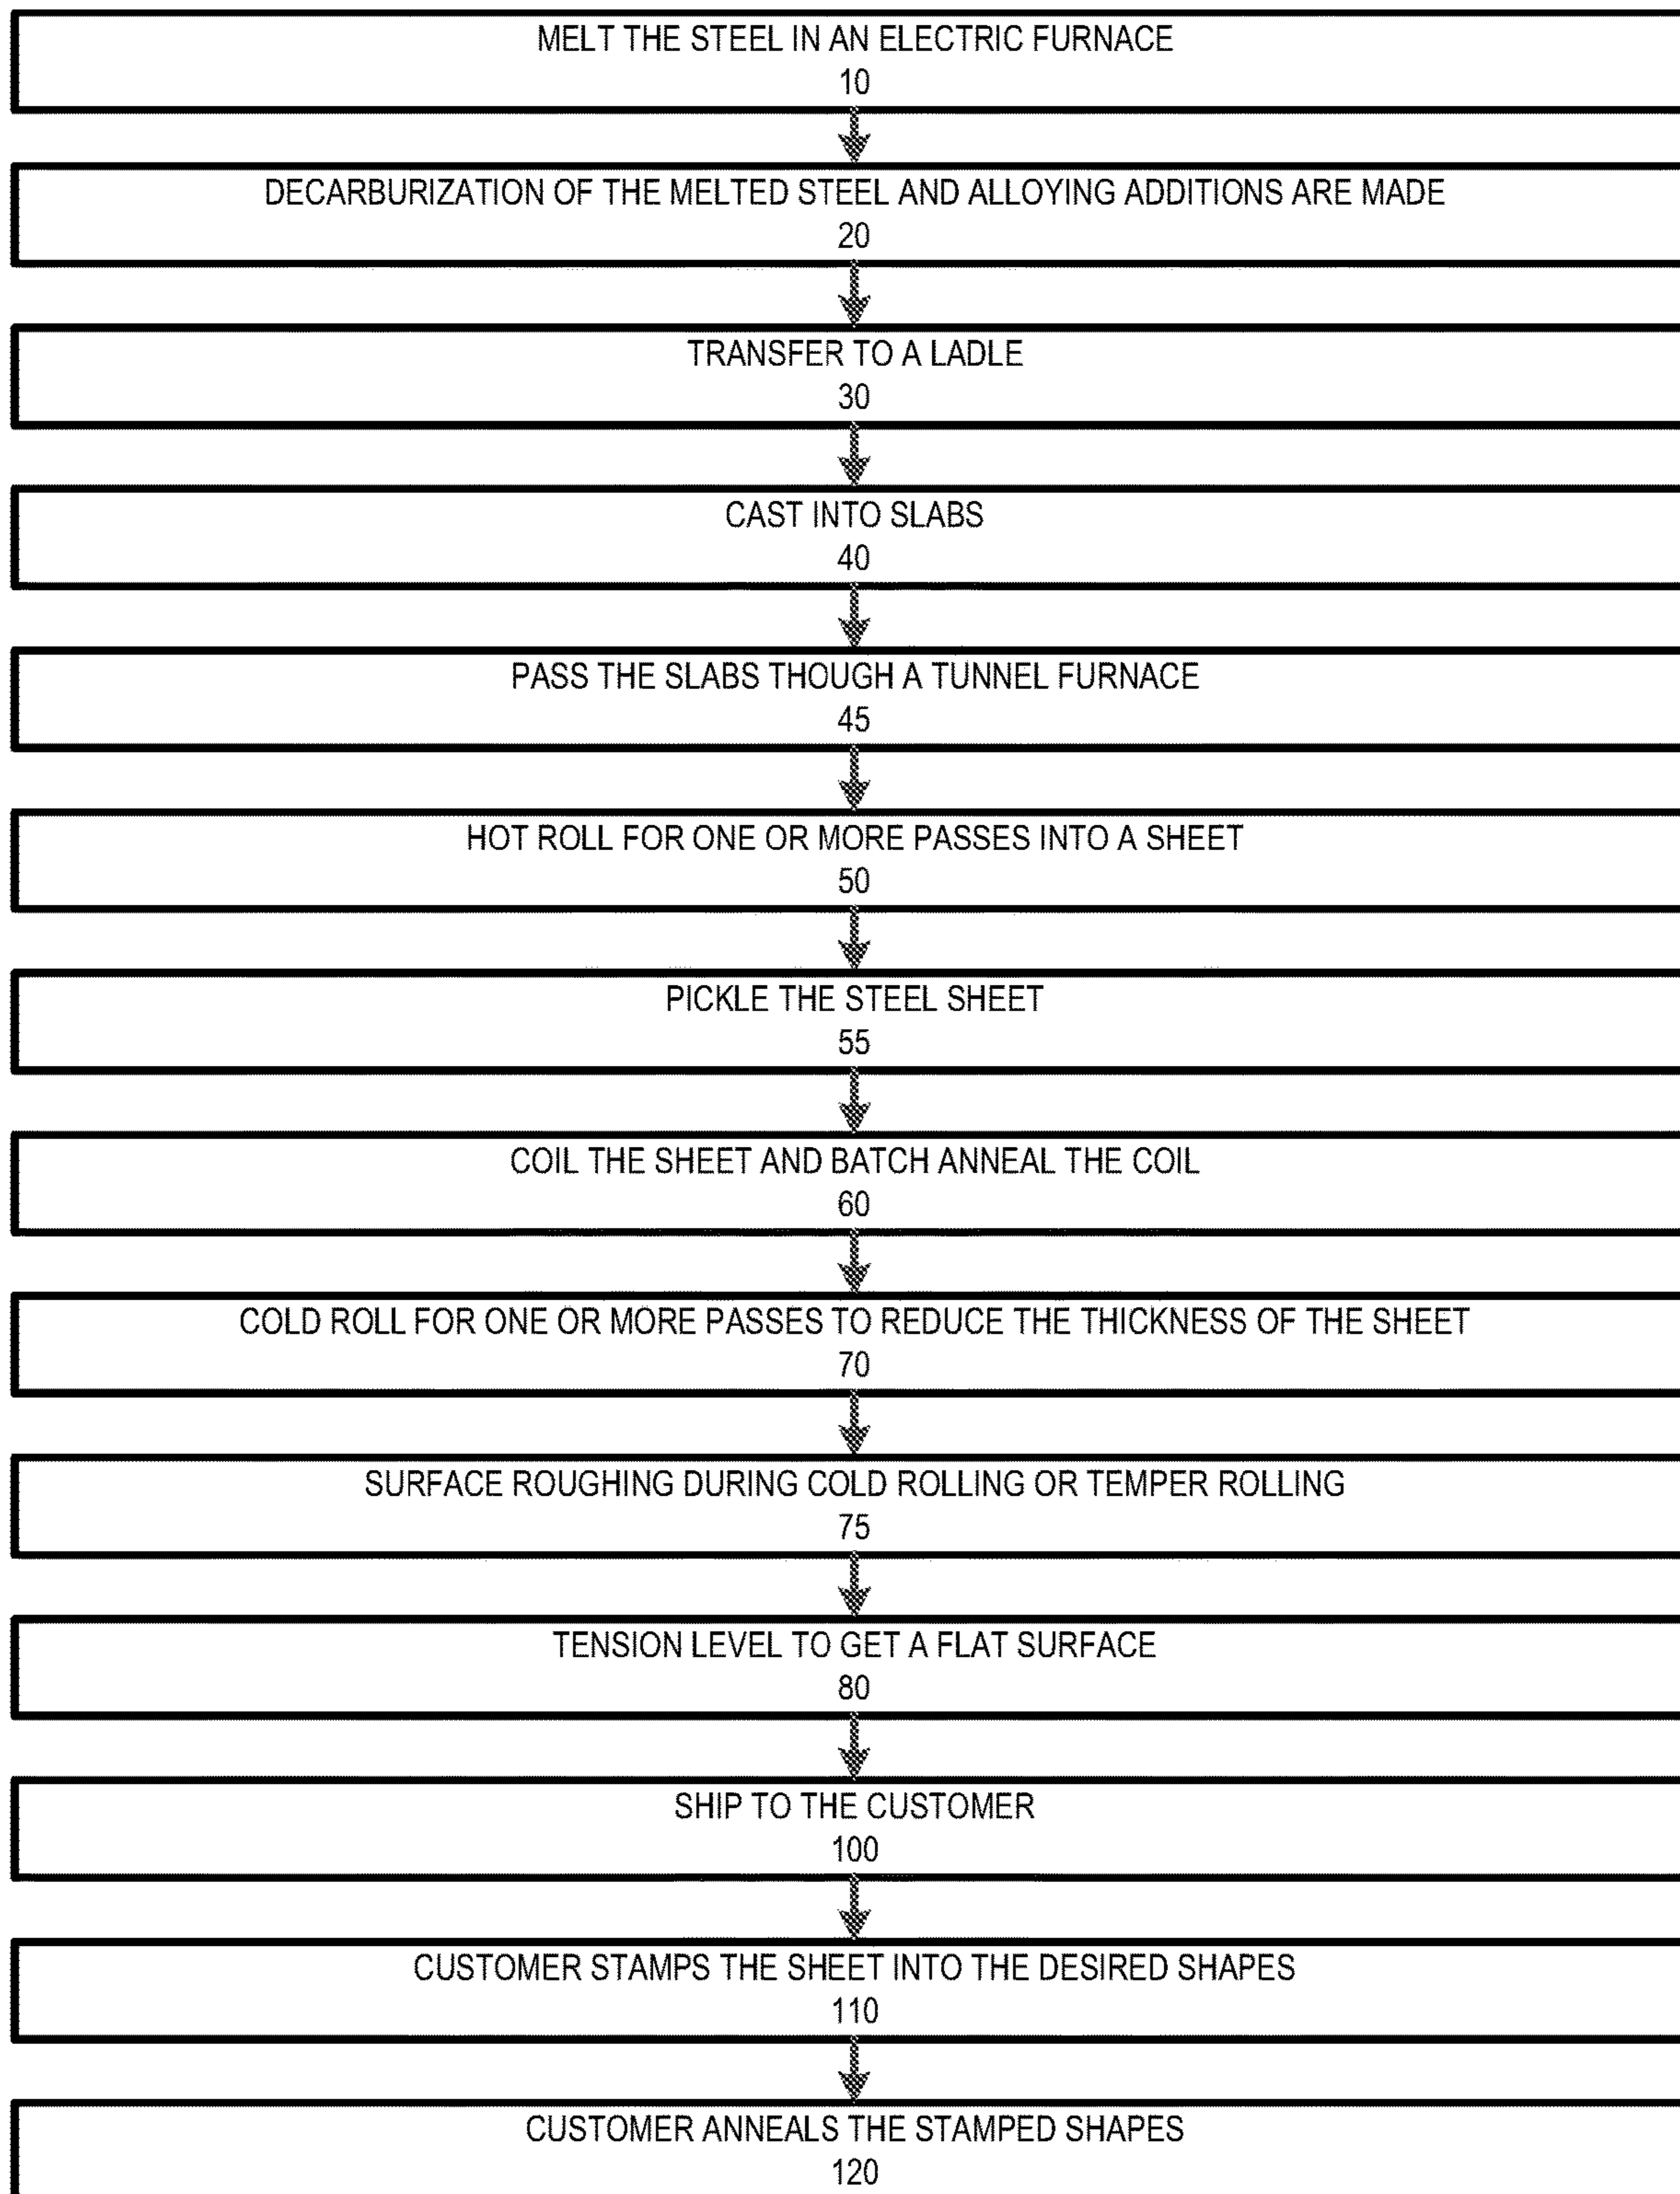 MELT THE STEEL IN AN ELECTRIC FURNACE
10
DECARBURIZATION OF THE MELTED STEEL AND ALLOYING ADDITIONS ARE MADE
20
TRANSFER TO A LADLE
30
CAST INTO SLABS
40
PASS THE SLABS THOUGH A TUNNEL FURNACE
45
HOT ROLL FOR ONE OR MORE PASSES INTO A SHEET
50
PICKLE THE STEEL SHEET
55
COIL THE SHEET AND BATCH ANNEAL THE COIL
60
COLD ROLL FOR ONE OR MORE PASSES TO REDUCE THE THICKNESS OF THE SHEET
70
SURFACE ROUGHING DURING COLD ROLLING OR TEMPER ROLLING
75
TENSION LEVEL TO GET A FLAT SURFACE
80
SHIP TO THE CUSTOMER
100
CUSTOMER STAMPS THE SHEET INTO THE DESIRED SHAPES
110
CUSTOMER ANNEALS THE STAMPED SHAPES
120